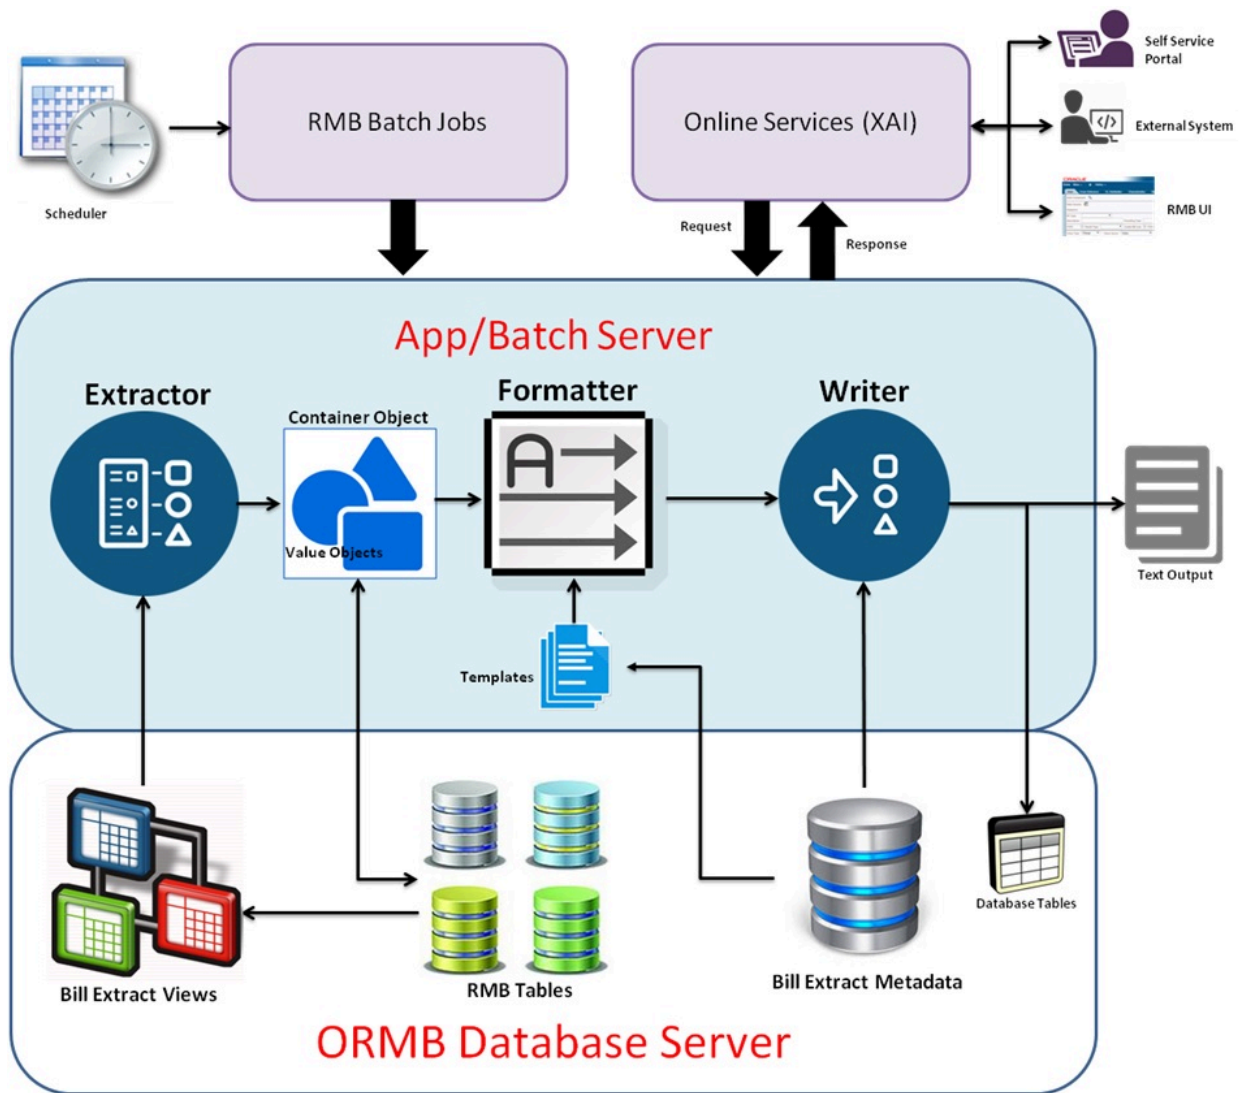 RMB Batch Jobs
Online Services (XAI)
Self Service
Portal
External System
RMB UI
Scheduler
Request
Response
ORACLE
App/Batch Server
Extractor
Formatter
Writer
Container Object
A
Value Objects
Templates
Text Output
Bill Extract Views
RMB Tables
Bill Extract Metadata
Database Tables
ORMB Database Server